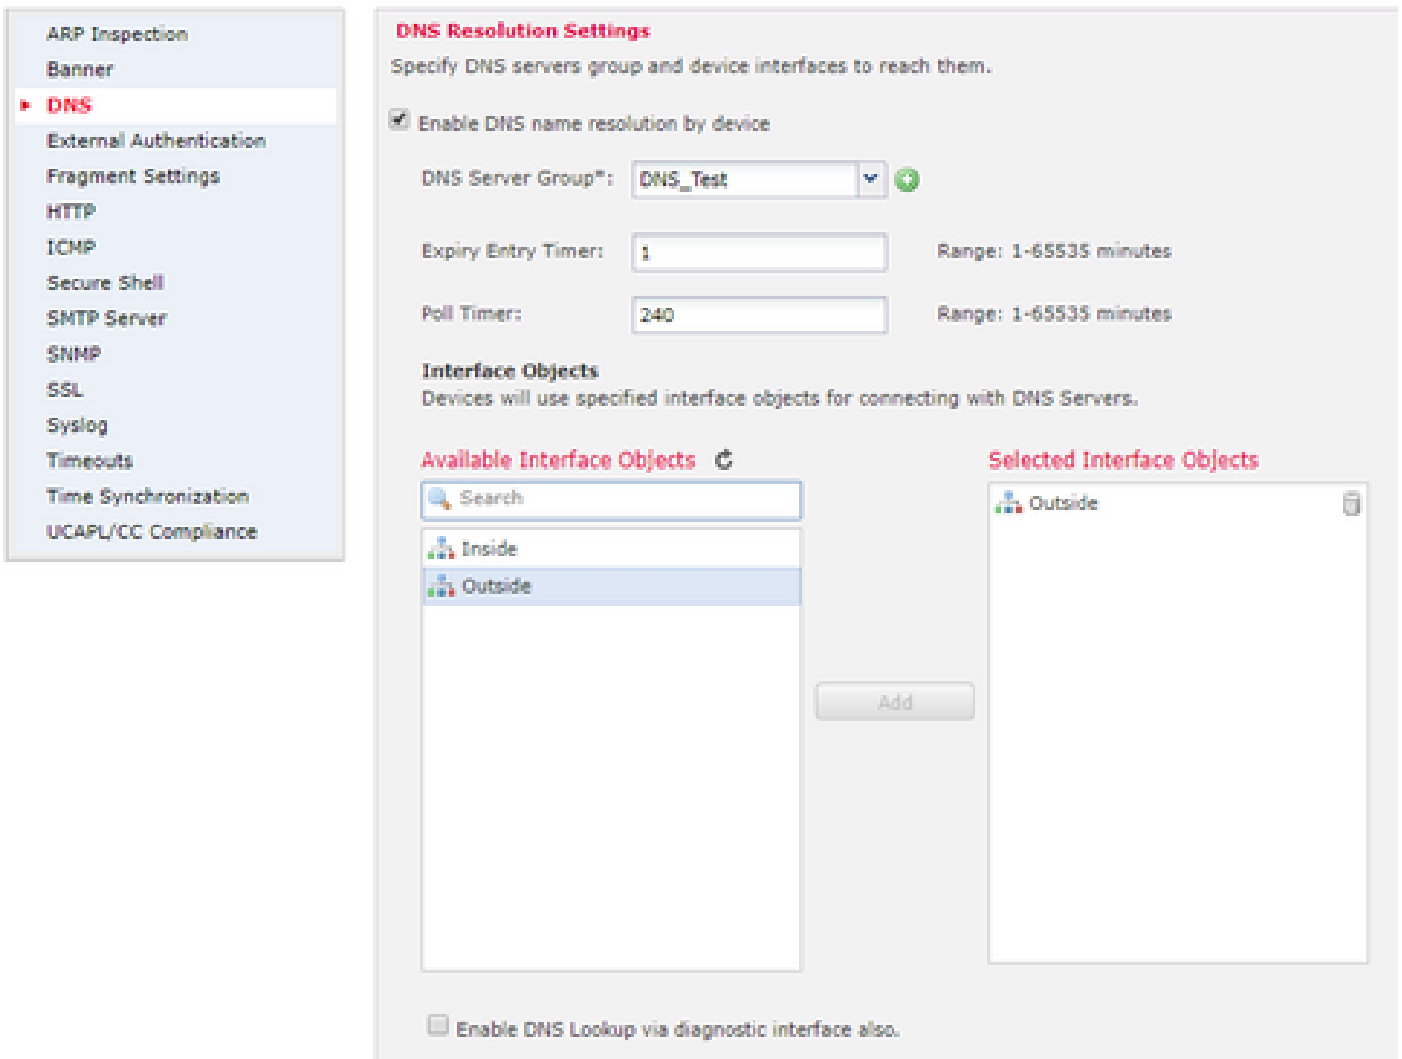 ARP Inspection
Banner
DNS
External Authentication
Fragment Settings
HTTP
ICMP
Secure Shell
SMTP Server
SNMP
SSL
Syslog
Timeouts
Time Synchronization
UCAPL/CC Compliance
DNS Resolution Settings
Specify DNS servers group and device interfaces to reach them.
Enable DNS name resolution by device
DNS Server Group*: DNS_Test
Expiry Entry Timer: 1 Range: 1-65535 minutes
Poll Timer: 240 Range: 1-65535 minutes
Interface Objects
Devices will use specified interface objects for connecting with DNS Servers.
Available Interface Objects
Search
Inside
Outside
Add
Selected Interface Objects
Outside
Enable DNS Lookup via diagnostic interface also.